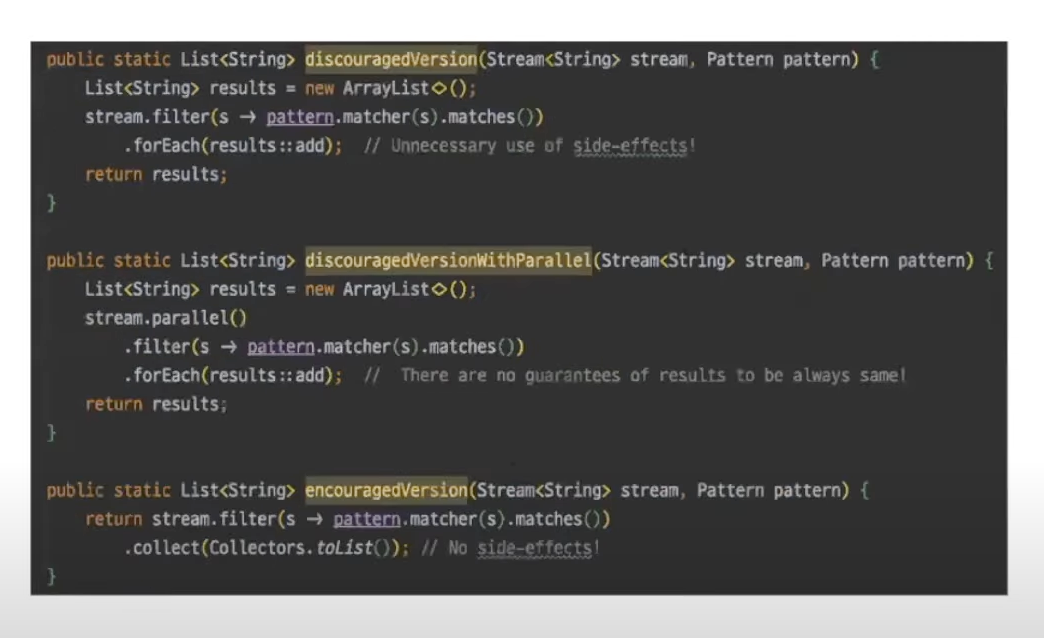 public static List<String> discouragedVersion(Stream<String> stream, Pattern pattern) {
List<String> results = new ArrayList<>();
stream.filter(s → pattern.matcher(s).matches())
.forEach(results::add); // Unnecessary use of side-effects!
return results;
}
public static List<String> discouragedVersionWithParallel(Stream<String> stream, Pattern pattern) {
List<String> results = new ArrayList<>();
stream.parallel()
.filter(s → pattern.matcher(s).matches())
.forEach(results::add); // There are no guarantees of results to be always same!
return results;
}
public static List<String> encouragedVersion(Stream<String> stream, Pattern pattern) {
return stream.filter(s → pattern.matcher(s).matches())
.collect(Collectors.toList()); // No side-effects!
}